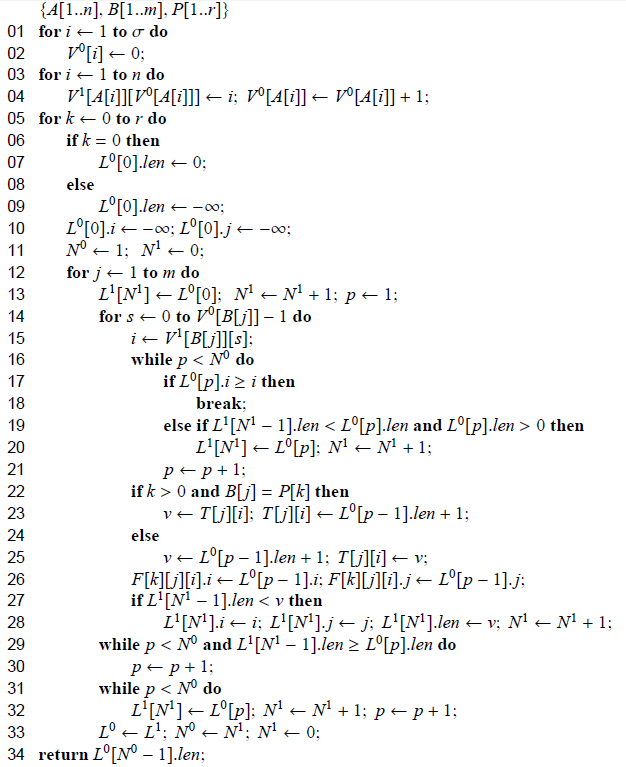 {A[1..n], B[1..m], P[1..r]}
01 for i ← 1 to σ do
02 V⁰[i] ← 0;
03 for i ← 1 to n do
04 V¹[A[i]][V⁰[A[i]]] ← i; V⁰[A[i]] ← V⁰[A[i]] + 1;
05 for k ← 0 to r do
06 if k = 0 then
07 L⁰[0].len ← 0;
08 else
09 L⁰[0].len ← −∞;
10 L⁰[0].i ← −∞; L⁰[0].j ← −∞;
11 N⁰ ← 1; N¹ ← 0;
12 for j ← 1 to m do
13 L¹[N¹] ← L⁰[0]; N¹ ← N¹ + 1; p ← 1;
14 for s ← 0 to V⁰[B[j]] − 1 do
15 i ← V¹[B[j]][s];
16 while p < N⁰ do
17 if L⁰[p].i ≥ i then
18 break;
19 else if L¹[N¹ − 1].len < L⁰[p].len and L⁰[p].len > 0 then
20 L¹[N¹] ← L⁰[p]; N¹ ← N¹ + 1;
21 p ← p + 1;
22 if k > 0 and B[j] = P[k] then
23 v ← T[j][i]; T[j][i] ← L⁰[p − 1].len + 1;
24 else
25 v ← L⁰[p − 1].len + 1; T[j][i] ← v;
26 F[k][j][i].i ← L⁰[p − 1].i; F[k][j][i].j ← L⁰[p − 1].j;
27 if L¹[N¹ − 1].len < v then
28 L¹[N¹].i ← i; L¹[N¹].j ← j; L¹[N¹].len ← v; N¹ ← N¹ + 1;
29 while p < N⁰ and L¹[N¹ − 1].len ≥ L⁰[p].len do
30 p ← p + 1;
31 while p < N⁰ do
32 L¹[N¹] ← L⁰[p]; N¹ ← N¹ + 1; p ← p + 1;
33 L⁰ ← L¹; N⁰ ← N¹; N¹ ← 0;
34 return L⁰[N⁰ − 1].len;